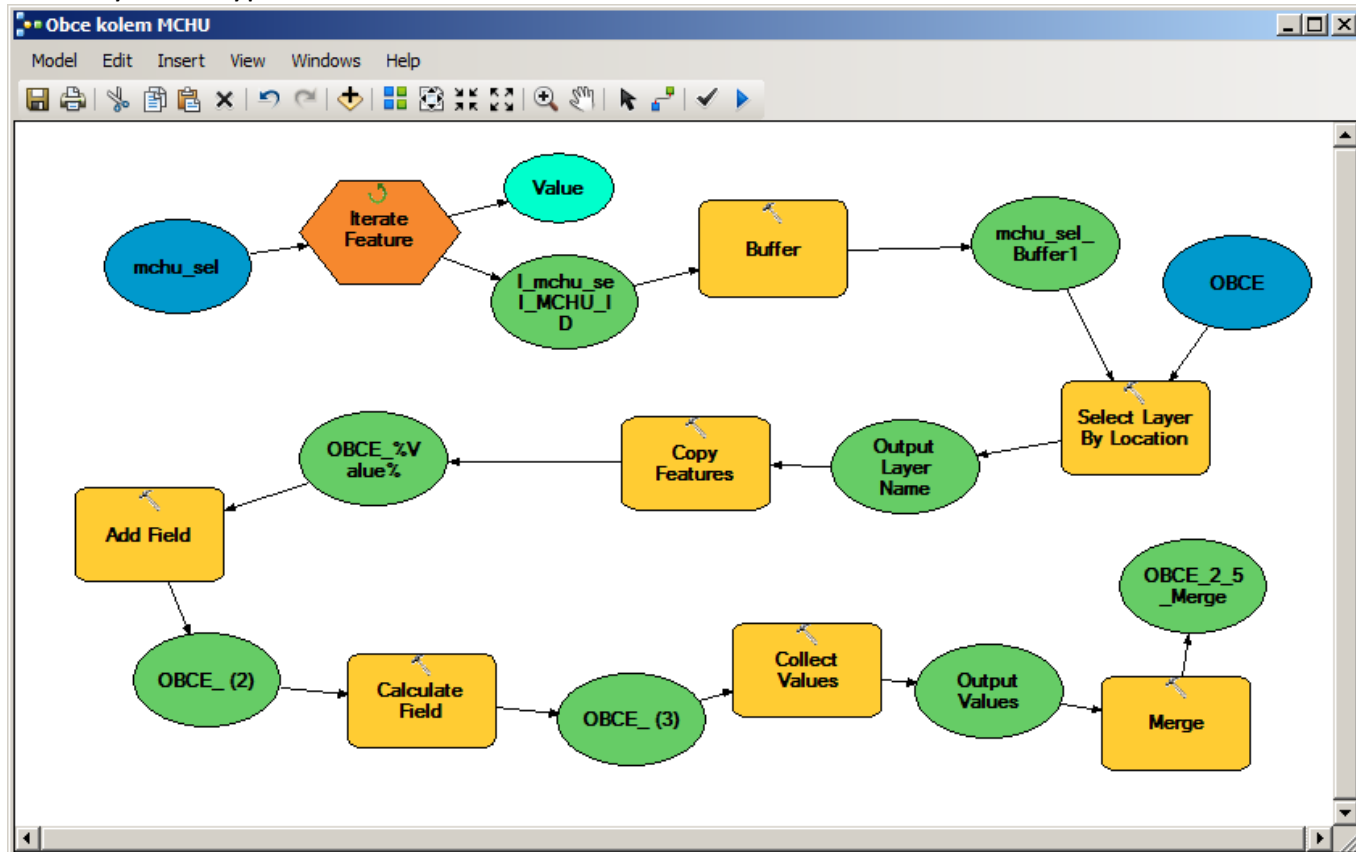 Obce kolem MCHU
Model Edit Insert View Windows Help
mchu_sel
Iterate
Feature
Value
I_mchu_se
l_MCHU_I
D
Buffer
mchu_sel_
Buffer1
OBCE
Select Layer
By Location
Output
Layer
Name
Copy
Features
OBCE_%V
alue%
Add Field
OBCE_ (2)
Calculate
Field
OBCE_ (3)
Collect
Values
Output
Values
Merge
OBCE_2_5
_Merge